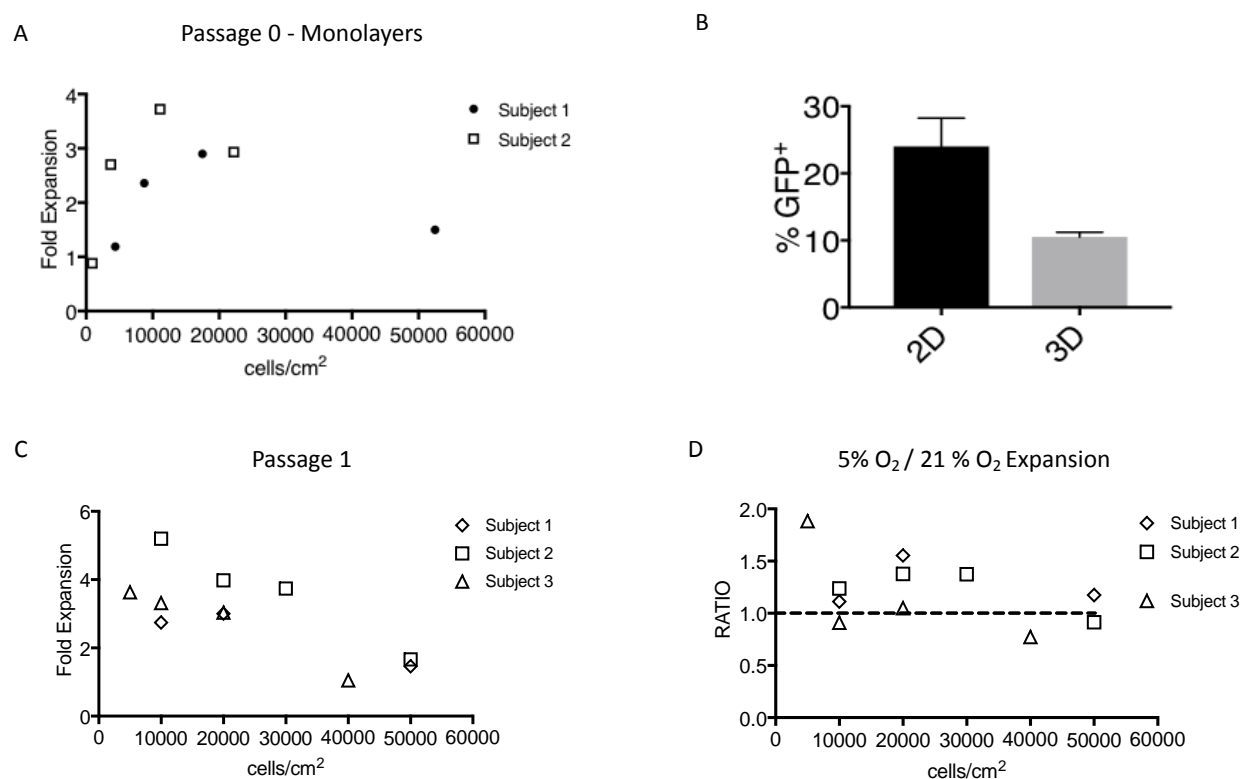 A
Passage 0 - Monolayers
4
3
2
1
0
Fold Expansion
0 10000 20000 30000 40000 50000 60000
cells/cm²
Subject 1
Subject 2
B
30
20
10
0
% GFP⁺
2D 3D
C
Passage 1
6
4
2
0
Fold Expansion
0 10000 20000 30000 40000 50000 60000
cells/cm²
Subject 1
Subject 2
Subject 3
D
5% O₂ / 21 % O₂ Expansion
2.0
1.5
1.0
0.5
0.0
RATIO
0 10000 20000 30000 40000 50000 60000
cells/cm²
Subject 1
Subject 2
Subject 3